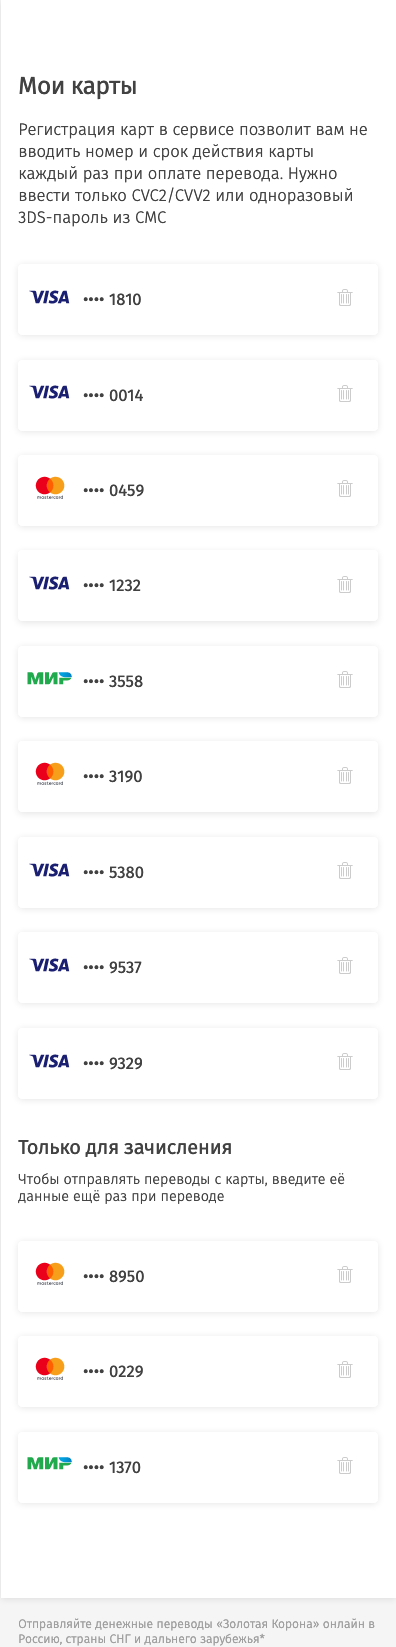 Мои карты
Регистрация карт в сервисе позволит вам не
вводить номер и срок действия карты
каждый раз при оплате перевода. Нужно
ввести только CVC2/CVV2 или одноразовый
3DS-пароль из СМС
VISA •••• 1810
VISA •••• 0014
mastercard •••• 0459
VISA •••• 1232
МИР •••• 3558
mastercard •••• 3190
VISA •••• 5380
VISA •••• 9537
VISA •••• 9329
Только для зачисления
Чтобы отправлять переводы с карты, введите её
данные ещё раз при переводе
mastercard •••• 8950
mastercard •••• 0229
МИР •••• 1370
Отправляйте денежные переводы «Золотая Корона» онлайн в
Россию, страны СНГ и дальнего зарубежья*